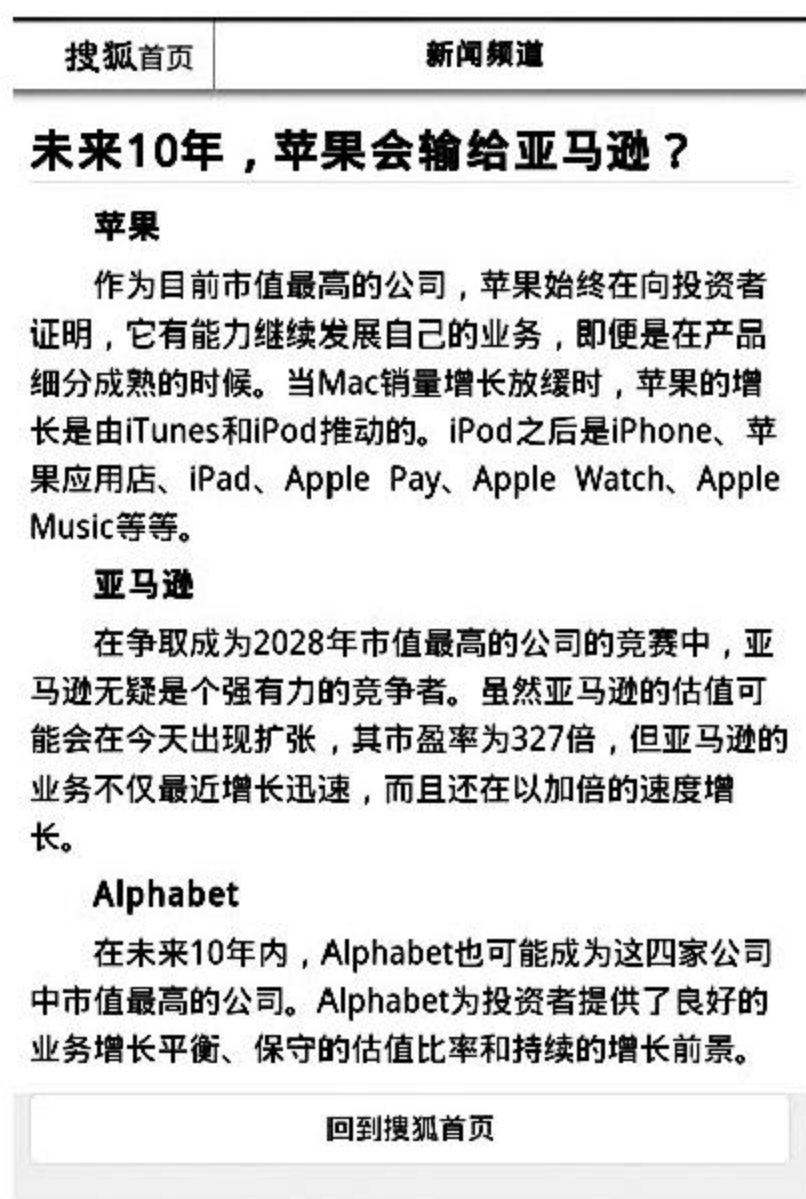 搜狐首页 新闻频道
未来10年，苹果会输给亚马逊？
苹果
作为目前市值最高的公司，苹果始终在向投资者
证明，它有能力继续发展自己的业务，即便是在产品
细分成熟的时候。当Mac销量增长放缓时，苹果的增
长是由iTunes和iPod推动的。iPod之后是iPhone、苹
果应用店、iPad、Apple Pay、Apple Watch、Apple
Music等等。
亚马逊
在争取成为2028年市值最高的公司的竞赛中，亚
马逊无疑是个强有力的竞争者。虽然亚马逊的估值可
能会在今天出现扩张，其市盈率为327倍，但亚马逊的
业务不仅最近增长迅速，而且还在以加倍的速度增
长。
Alphabet
在未来10年内，Alphabet也可能成为这四家公司
中市值最高的公司。Alphabet为投资者提供了良好的
业务增长平衡、保守的估值比率和持续的增长前景。
回到搜狐首页